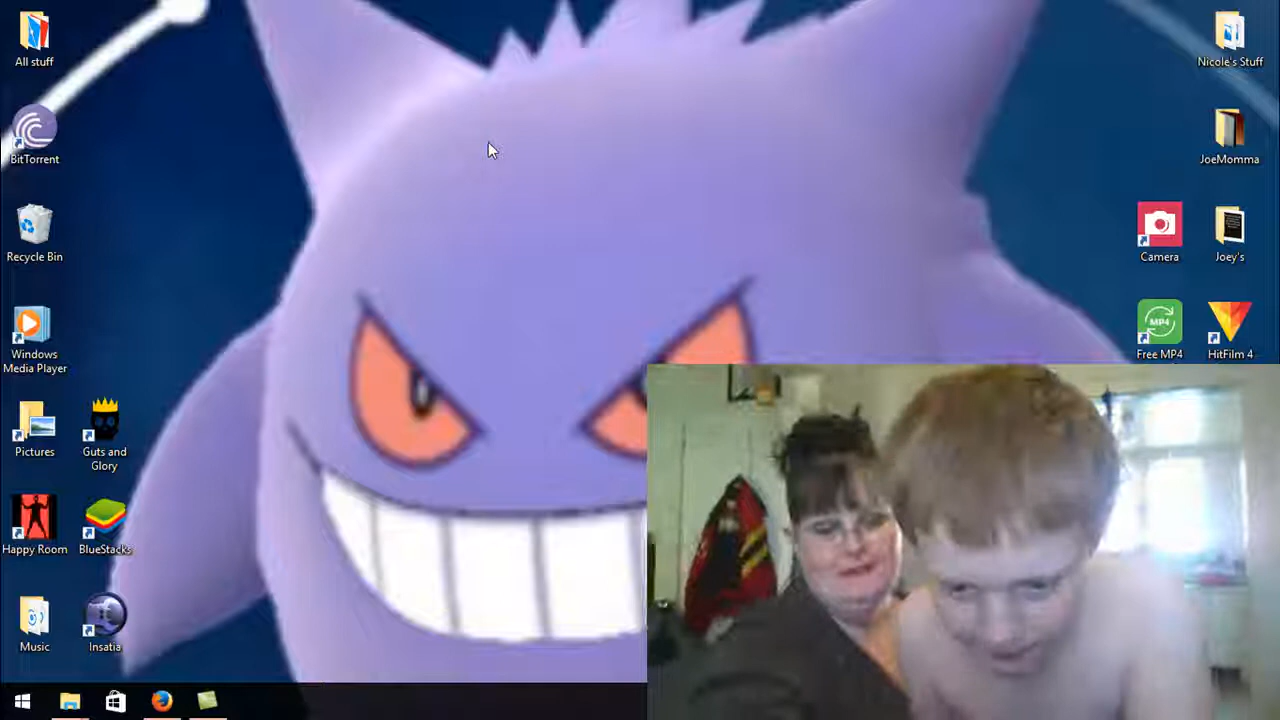 All stuff
Nicole's Stuff
BitTorrent
JoeMomma
Recycle Bin
Camera
Joey's
Windows
Media Player
MP4
Free MP4
HitFilm 4
Pictures
Guts and
Glory
Happy Room
BlueStacks
Music
Insatia